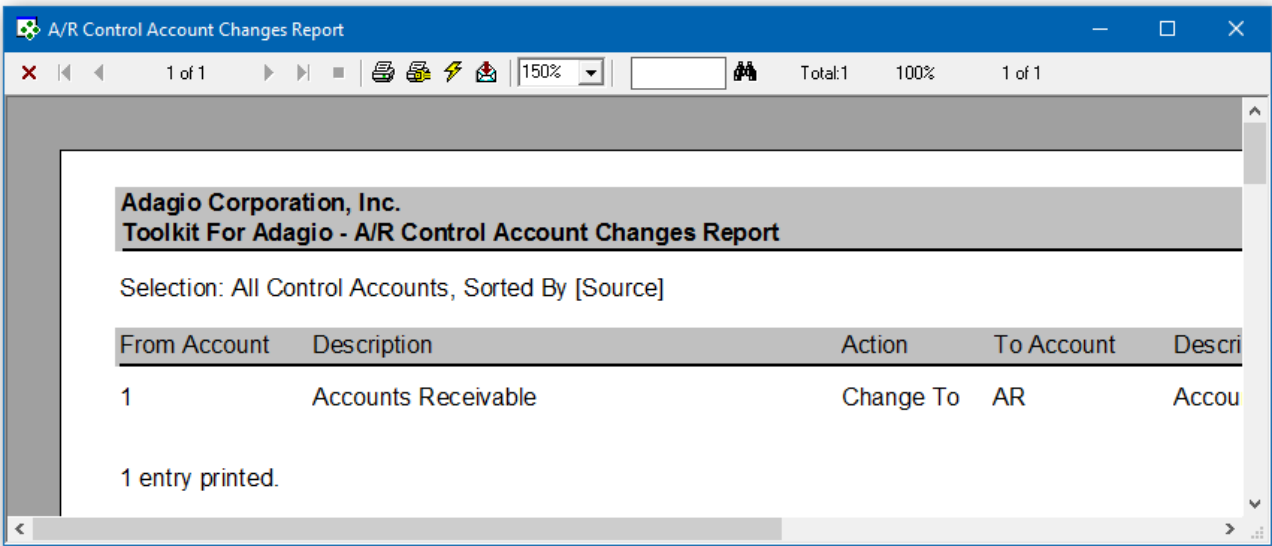 A/R Control Account Changes Report
1 of 1 150% Total:1 100% 1 of 1
Adagio Corporation, Inc.
Toolkit For Adagio - A/R Control Account Changes Report
Selection: All Control Accounts, Sorted By [Source]
From Account Description Action To Account Descri
1 Accounts Receivable Change To AR Accou
1 entry printed.